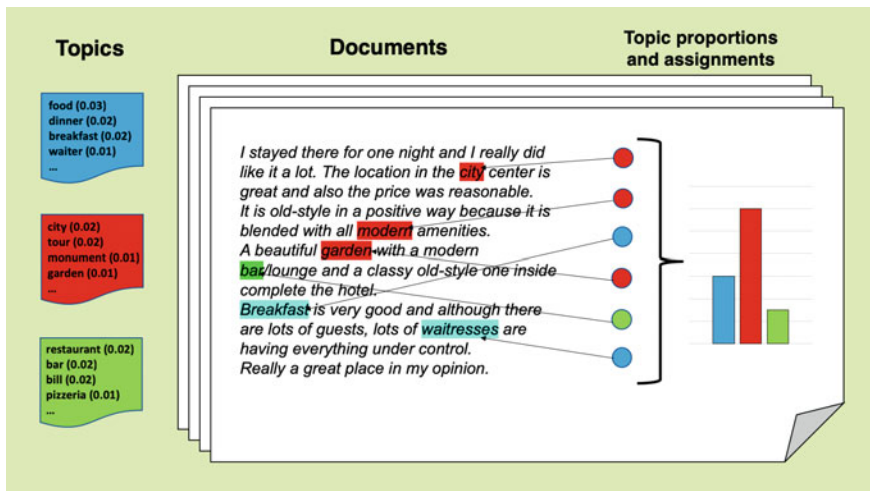 Topics
Documents
Topic proportions
and assignments
food (0.03)
dinner (0.02)
breakfast (0.02)
waiter (0.01)
...
city (0.02)
tour (0.02)
monument (0.01)
garden (0.01)
...
restaurant (0.02)
bar (0.02)
bill (0.02)
pizzeria (0.01)
...
I stayed there for one night and I really did
like it a lot. The location in the city center is
great and also the price was reasonable.
It is old-style in a positive way because it is
blended with all modern amenities.
A beautiful garden with a modern
bar/lounge and a classy old-style one inside
complete the hotel.
Breakfast is very good and although there
are lots of guests, lots of waitresses are
having everything under control.
Really a great place in my opinion.